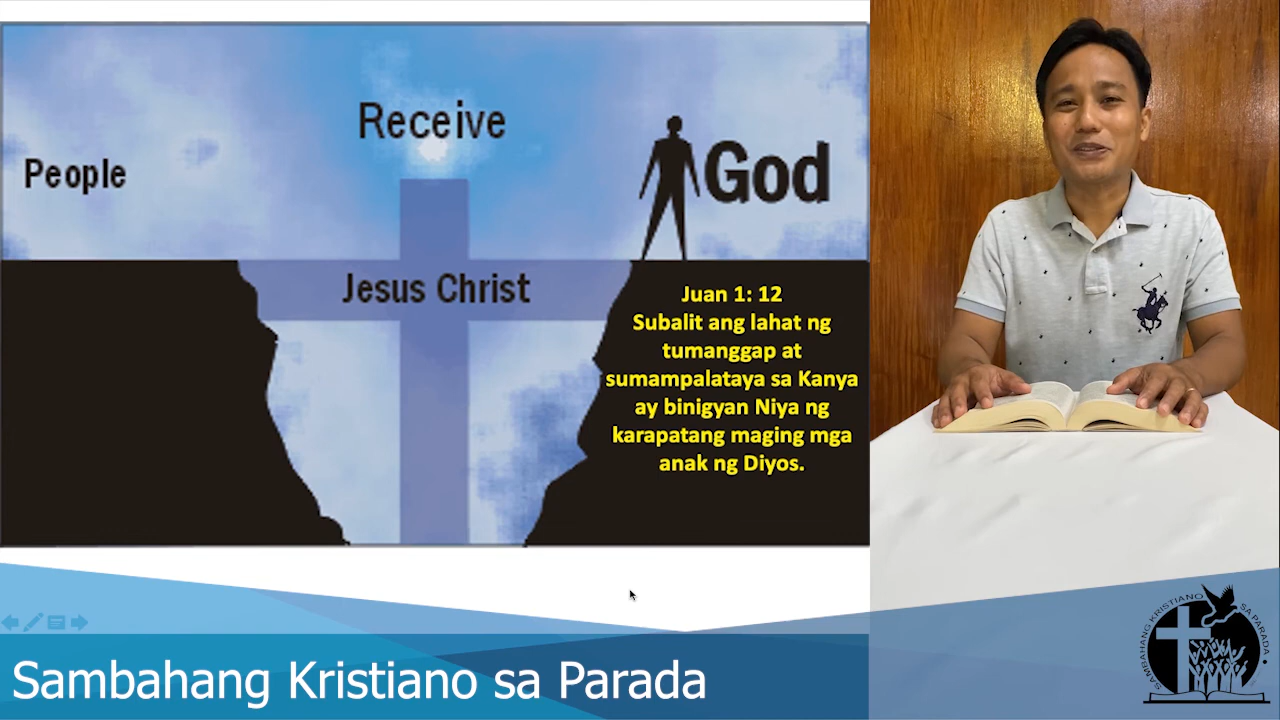 Receive
People
God
Jesus Christ
Juan 1: 12
Subalit ang lahat ng
tumanggap at
sumampalataya sa Kanya
ay binigyan Niya ng
karapatang maging mga
anak ng Diyos.
Sambahang Kristiano sa Parada
SAMBAHANG KRISTIANO SA PARADA